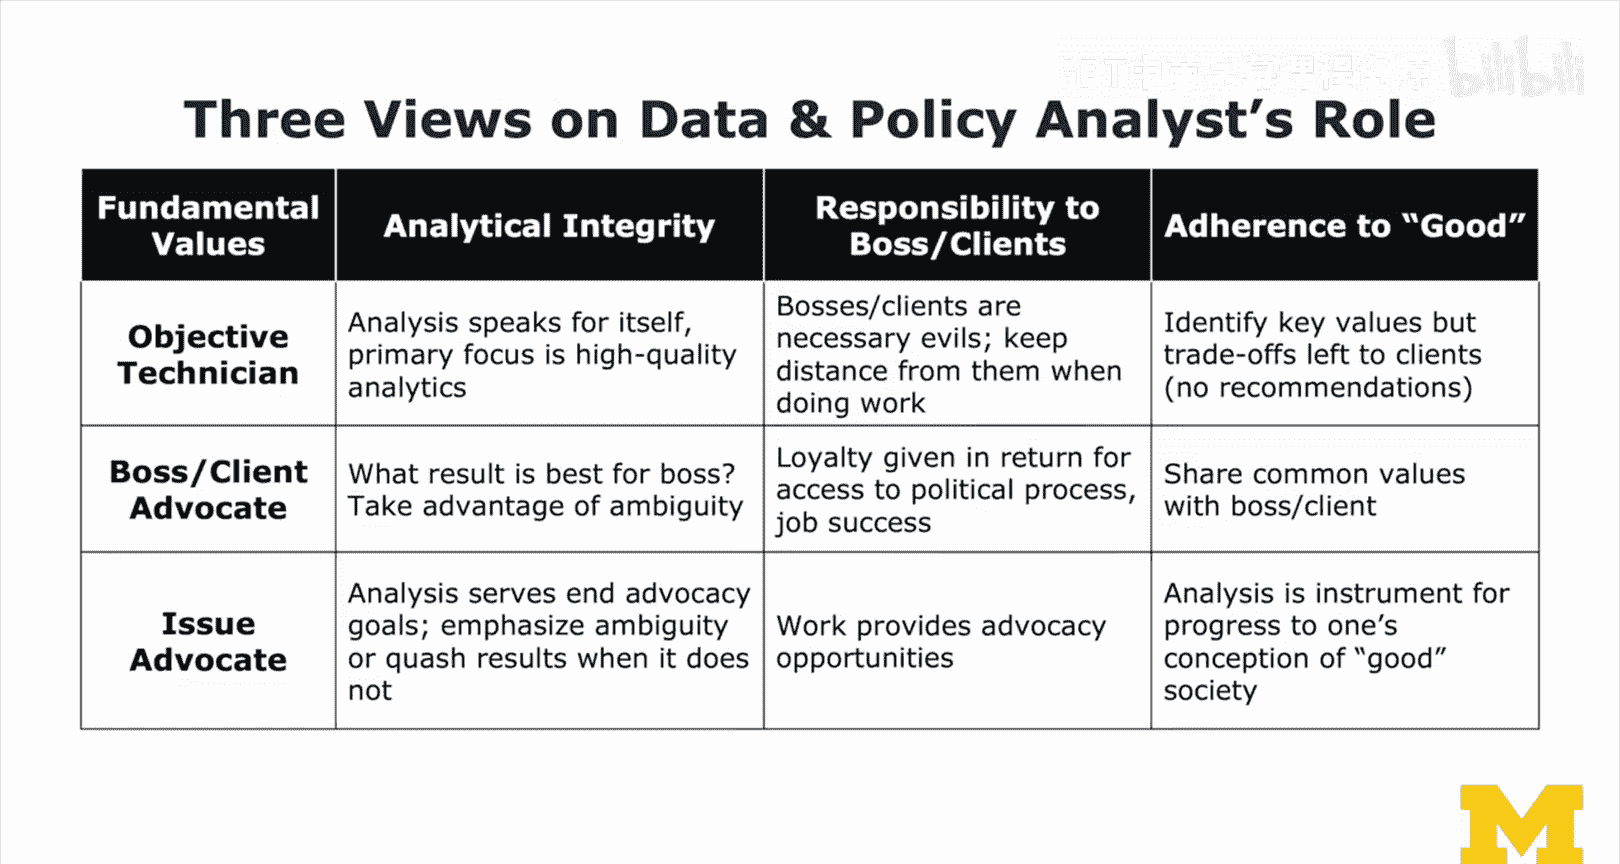 bilibili
Three Views on Data & Policy Analyst’s Role
Fundamental
Values
Analytical Integrity
Responsibility to
Boss/Clients
Adherence to “Good”
Objective
Technician
Analysis speaks for itself,
primary focus is high-quality
analytics
Bosses/clients are
necessary evils; keep
distance from them when
doing work
Identify key values but
trade-offs left to clients
(no recommendations)
Boss/Client
Advocate
What result is best for boss?
Take advantage of ambiguity
Loyalty given in return for
access to political process,
job success
Share common values
with boss/client
Issue
Advocate
Analysis serves end advocacy
goals; emphasize ambiguity
or quash results when it does
not
Work provides advocacy
opportunities
Analysis is instrument for
progress to one’s
conception of “good”
society
M